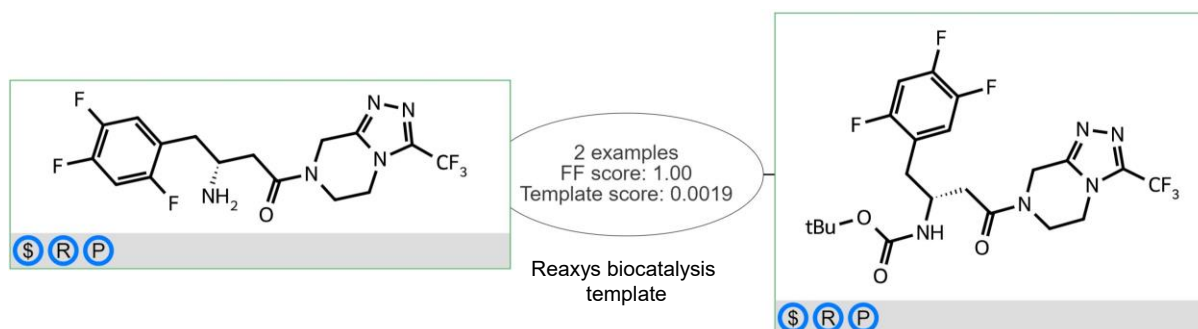 F
F
F
NH₂
O
N
N
N
N
CF₃
$ R P
2 examples
FF score: 1.00
Template score: 0.0019
Reaxys biocatalysis
template
F
F
F
tBu
O
O
NH
O
N
N
N
N
CF₃
$ R P